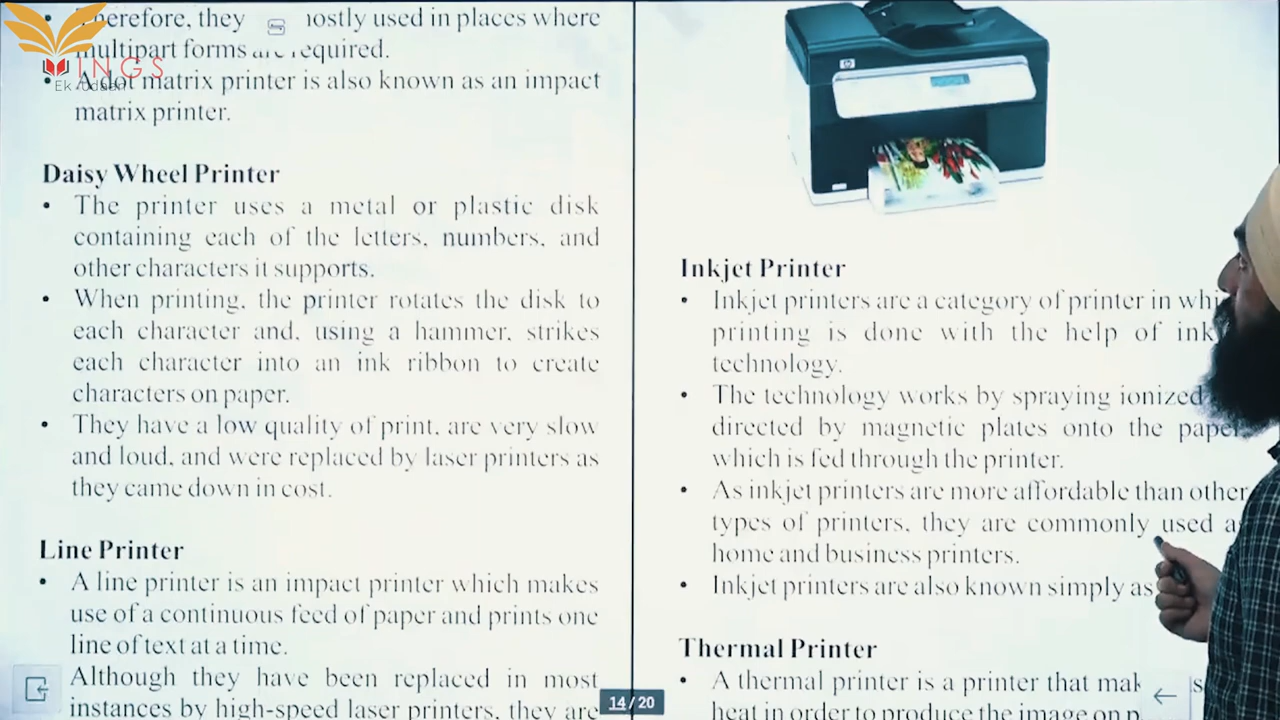 Therefore, they mostly used in places where
multipart forms are required.
INGS
Ek Udaan
A dot matrix printer is also known as an impact
matrix printer.
Daisy Wheel Printer
• The printer uses a metal or plastic disk
containing each of the letters, numbers, and
other characters it supports.
• When printing, the printer rotates the disk to
each character and, using a hammer, strikes
each character into an ink ribbon to create
characters on paper.
• They have a low quality of print, are very slow
and loud, and were replaced by laser printers as
they came down in cost.
Line Printer
• A line printer is an impact printer which makes
use of a continuous feed of paper and prints one
line of text at a time.
Although they have been replaced in most
instances by high-speed laser printers, they are
14 / 20
hp
Inkjet Printer
• Inkjet printers are a category of printer in whi
printing is done with the help of ink
technology.
• The technology works by spraying ionized
directed by magnetic plates onto the paper
which is fed through the printer.
• As inkjet printers are more affordable than other
types of printers, they are commonly used as
home and business printers.
• Inkjet printers are also known simply as
Thermal Printer
• A thermal printer is a printer that mak s
heat in order to produce the image on p